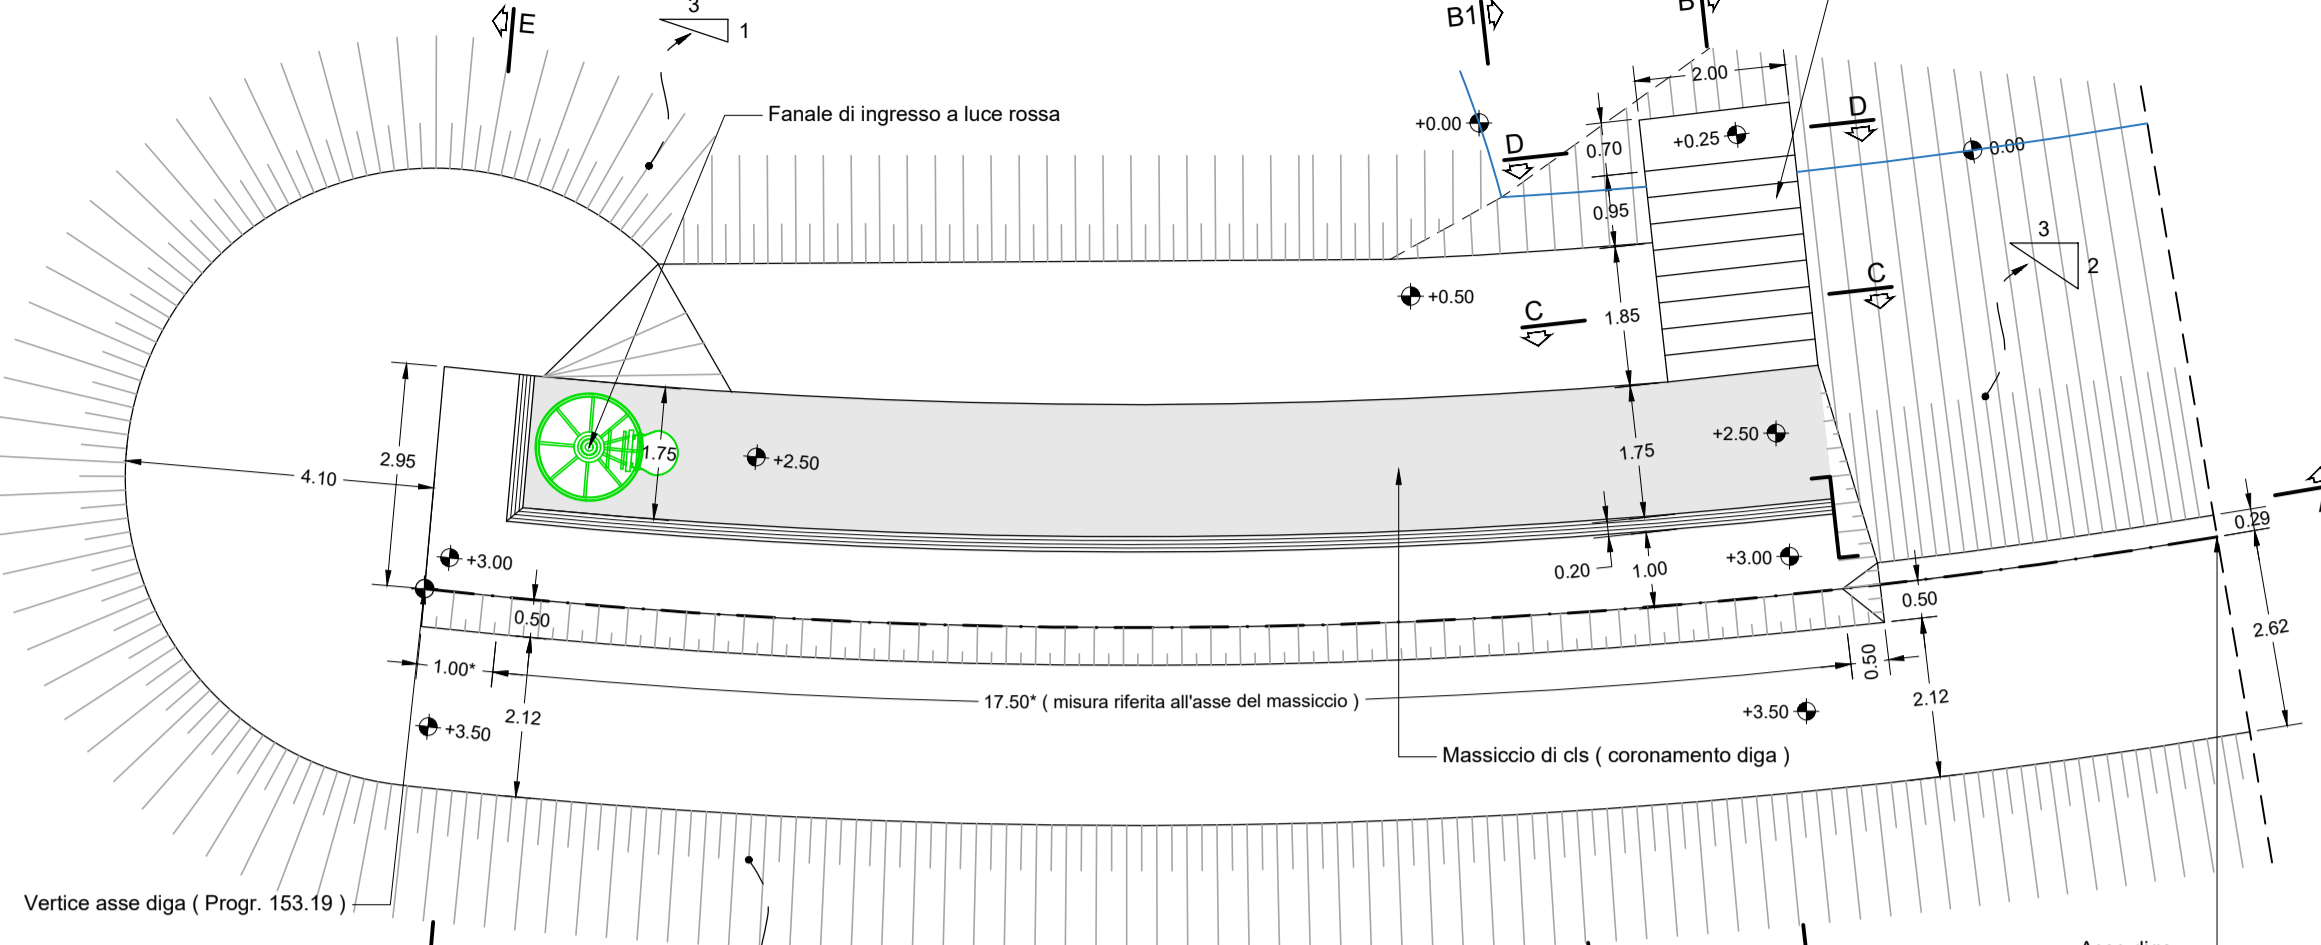 3
E
1
B1
B
2.00
Fanale di ingresso a luce rossa
+0.00
D
0.70
+0.25
D
0.00
0.95
3
2
C
+0.50
C
1.85
2.95
4.10
1.75
+2.50
1.75
+2.50
0.29
+3.00
0.20
1.00
+3.00
0.50
0.50
2.62
1.00*
17.50* ( misura riferita all'asse del massiccio )
0.50
2.12
+3.50
2.12
+3.50
Massiccio di cls ( coronamento diga )
Vertice asse diga ( Progr. 153.19 )